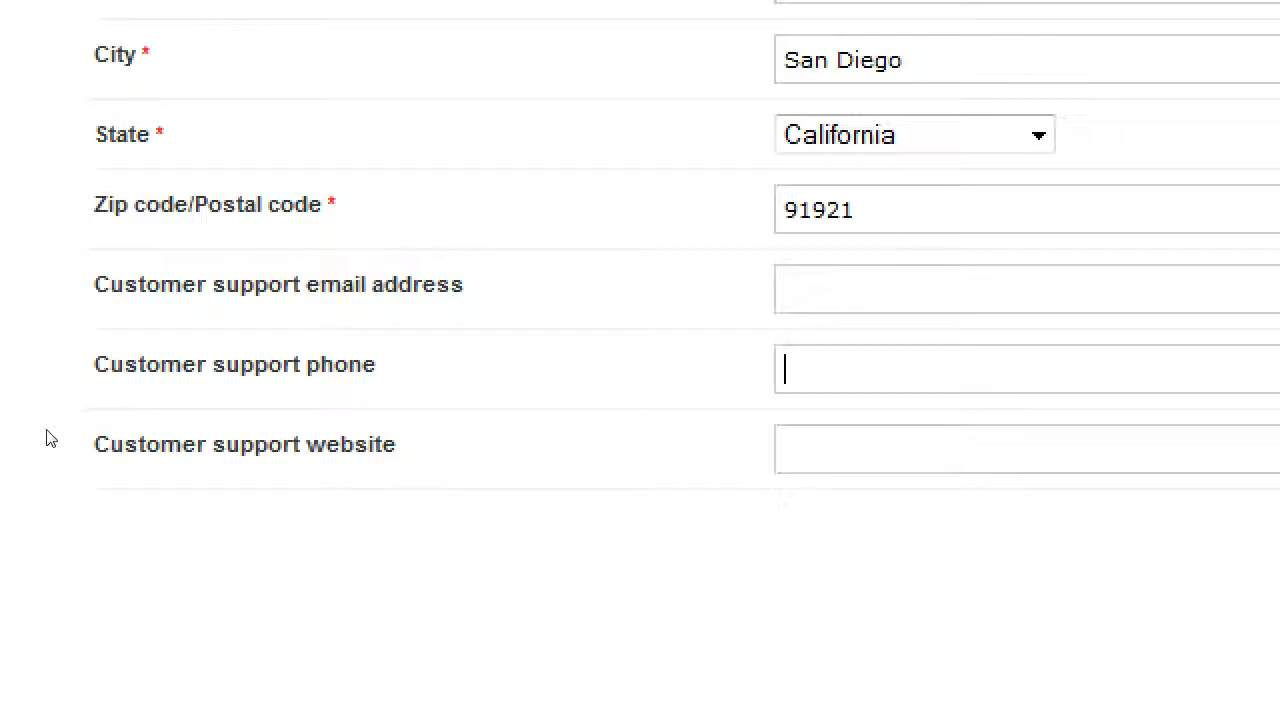 City *
San Diego
State *
California
Zip code/Postal code *
91921
Customer support email address
Customer support phone
Customer support website